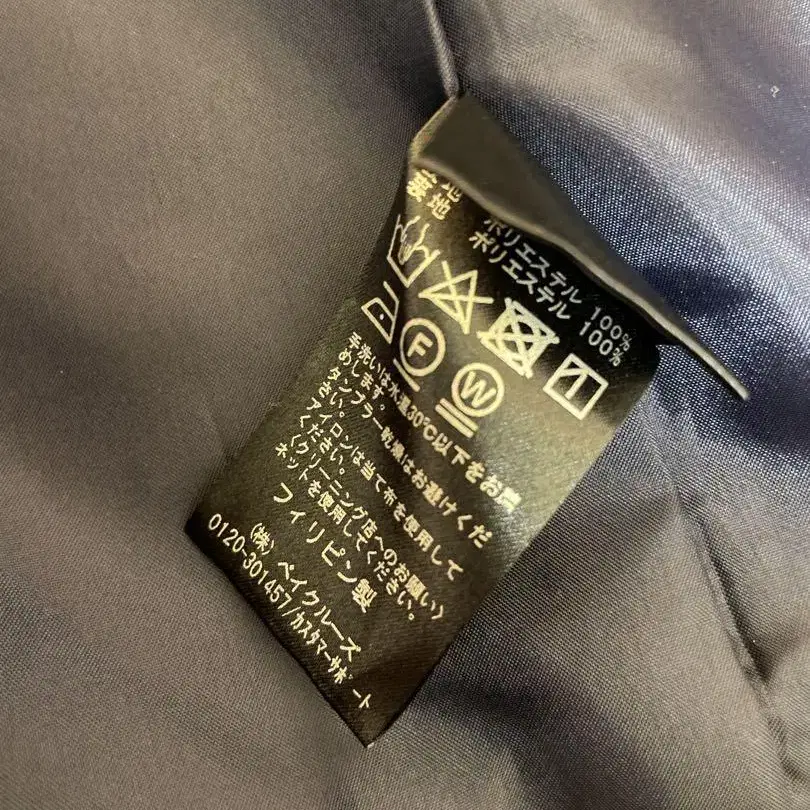 地 ポリエステル 100%
裏地 ポリエステル 100%
F W
手洗いは水温30℃以下をお勧
めします。
タンブラー乾燥はお避けくだ
さい。
アイロンは当て布を使用して
ください。
〈クリーニング店へのお願い〉
ネットを使用してください。
フィリピン製
(株)ベイクルーズ
0120-301457/カスタマーサポート